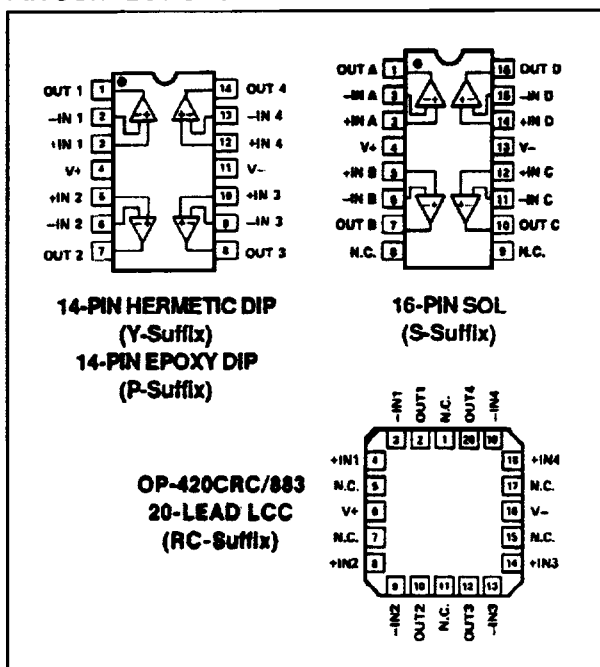 OUT 1 1 14 OUT 4
–IN 1 2 13 –IN 4
+IN 1 3 12 +IN 4
V+ 4 11 V–
+IN 2 5 10 +IN 3
–IN 2 6 9 –IN 3
OUT 2 7 8 OUT 3
14-PIN HERMETIC DIP
(Y-Suffix)
14-PIN EPOXY DIP
(P-Suffix)
OUT A 1 16 OUT D
–IN A 15 –IN D
+IN A 14 +IN D
V+ 4 13 V–
+IN B 5 12 +IN C
–IN B 6 11 –IN C
OUT B 7 10 OUT C
N.C. 8 9 N.C.
16-PIN SOL
(S-Suffix)
OP-420CRC/883
20-LEAD LCC
(RC-Suffix)
–IN1 OUT1 N.C. OUT4 –IN4
3 2 1 20 19
+IN1 4 18 +IN4
N.C. 5 17 N.C.
V+ 6 16 V–
N.C. 7 15 N.C.
+IN2 8 14 +IN3
9 10 11 12 13
–IN2 OUT2 N.C. OUT3 –IN3